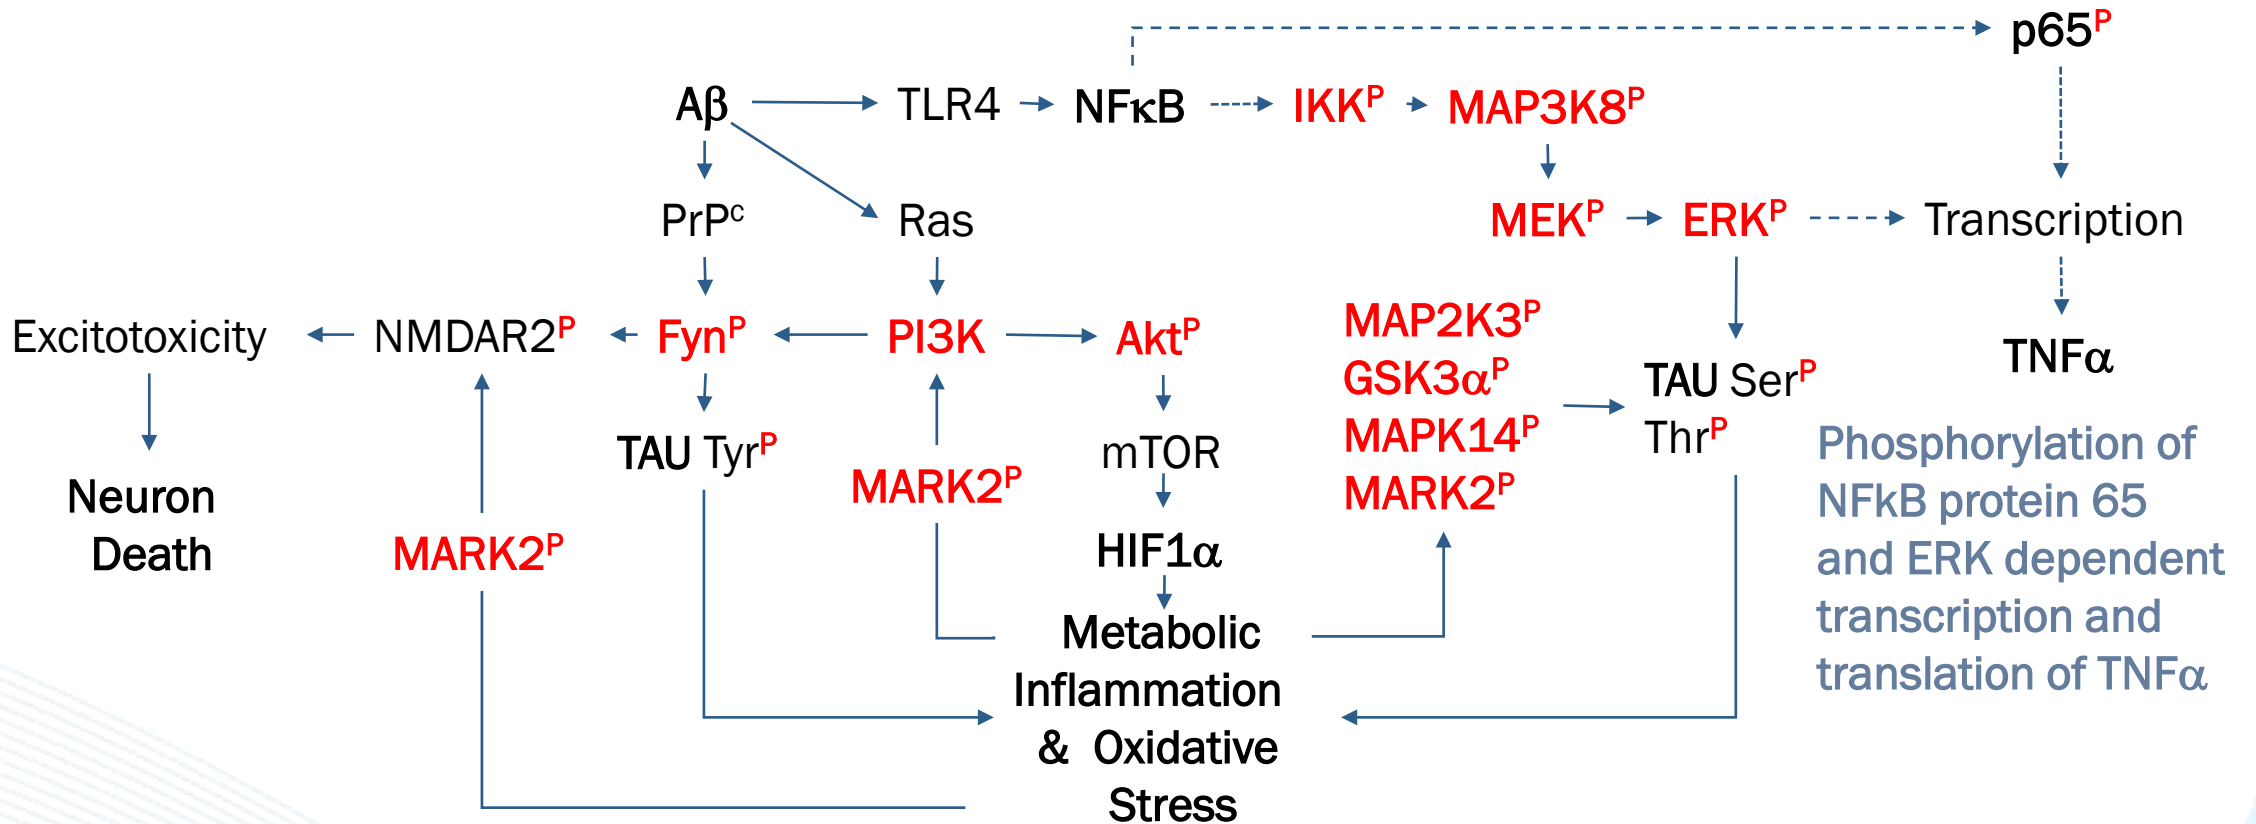 p65ᴾ
Aβ TLR4 NFκB IKKᴾ MAP3K8ᴾ
PrPᶜ Ras MEKᴾ ERKᴾ Transcription
Excitotoxicity NMDAR2ᴾ Fynᴾ PI3K Aktᴾ
MAP2K3ᴾ
GSK3αᴾ
MAPK14ᴾ
MARK2ᴾ
TAU Serᴾ
Thrᴾ
TNFα
Neuron
Death
MARK2ᴾ
TAU Tyrᴾ
MARK2ᴾ
mTOR
HIF1α
Metabolic
Inflammation
& Oxidative
Stress
Phosphorylation of
NFkB protein 65
and ERK dependent
transcription and
translation of TNFα